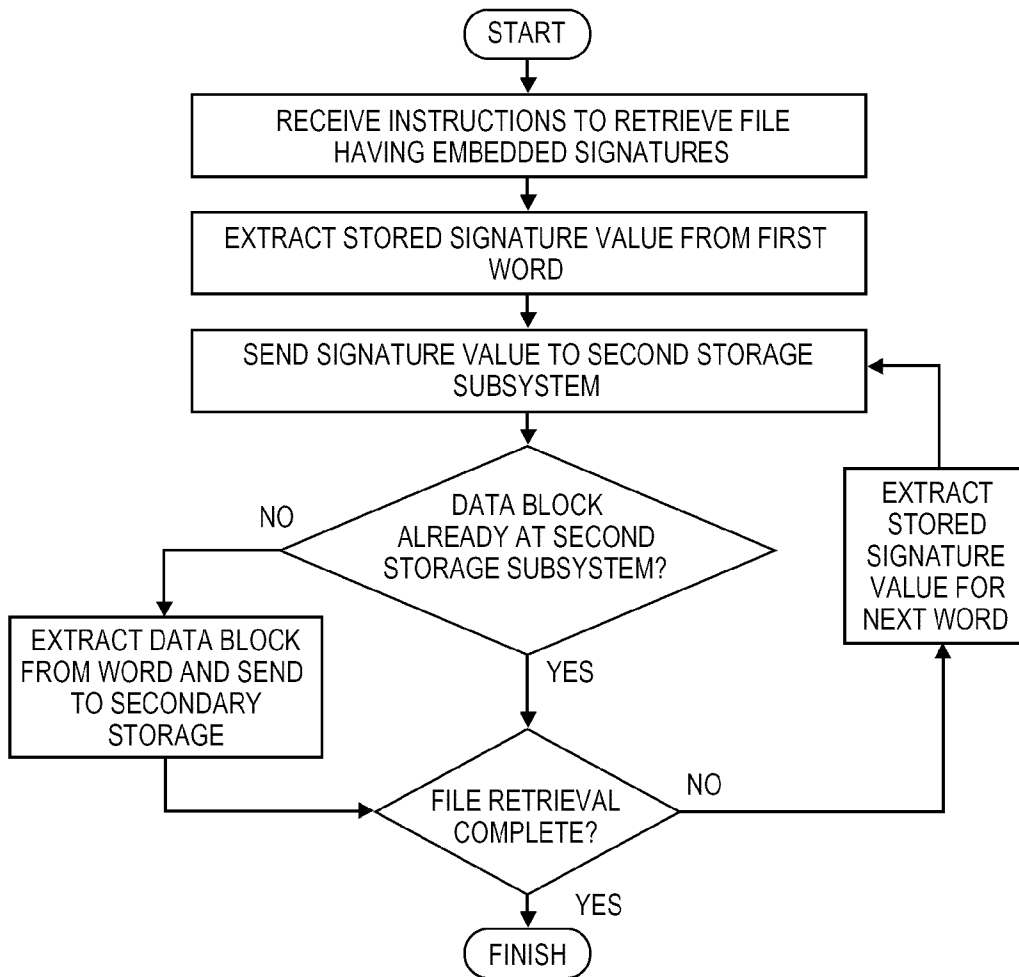 START
RECEIVE INSTRUCTIONS TO RETRIEVE FILE
HAVING EMBEDDED SIGNATURES
EXTRACT STORED SIGNATURE VALUE FROM FIRST
WORD
SEND SIGNATURE VALUE TO SECOND STORAGE
SUBSYSTEM
DATA BLOCK
ALREADY AT SECOND
STORAGE SUBSYSTEM?
NO
EXTRACT DATA BLOCK
FROM WORD AND SEND
TO SECONDARY
STORAGE
YES
FILE RETRIEVAL
COMPLETE?
NO
EXTRACT
STORED
SIGNATURE
VALUE FOR
NEXT WORD
YES
FINISH